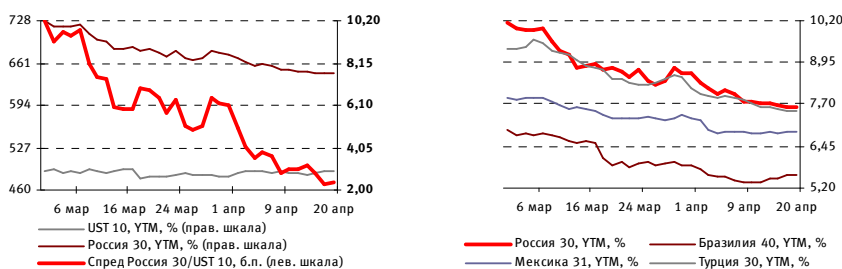 728 10,20
661 8,15
594 6,10
527 4,05
460 2,00
6 мар 16 мар 24 мар 1 апр 9 апр 20 апр
UST 10, YTM, % (прав. шкала)
Россия 30, YTM, % (прав. шкала)
Спред Россия 30/UST 10, б.п. (лев. шкала)
10,20
8,95
7,70
6,45
5,20
6 мар 16 мар 24 мар 1 апр 9 апр 20 апр
Россия 30, YTM, % Бразилия 40, YTM, %
Мексика 31, YTM, % Турция 30, YTM, %